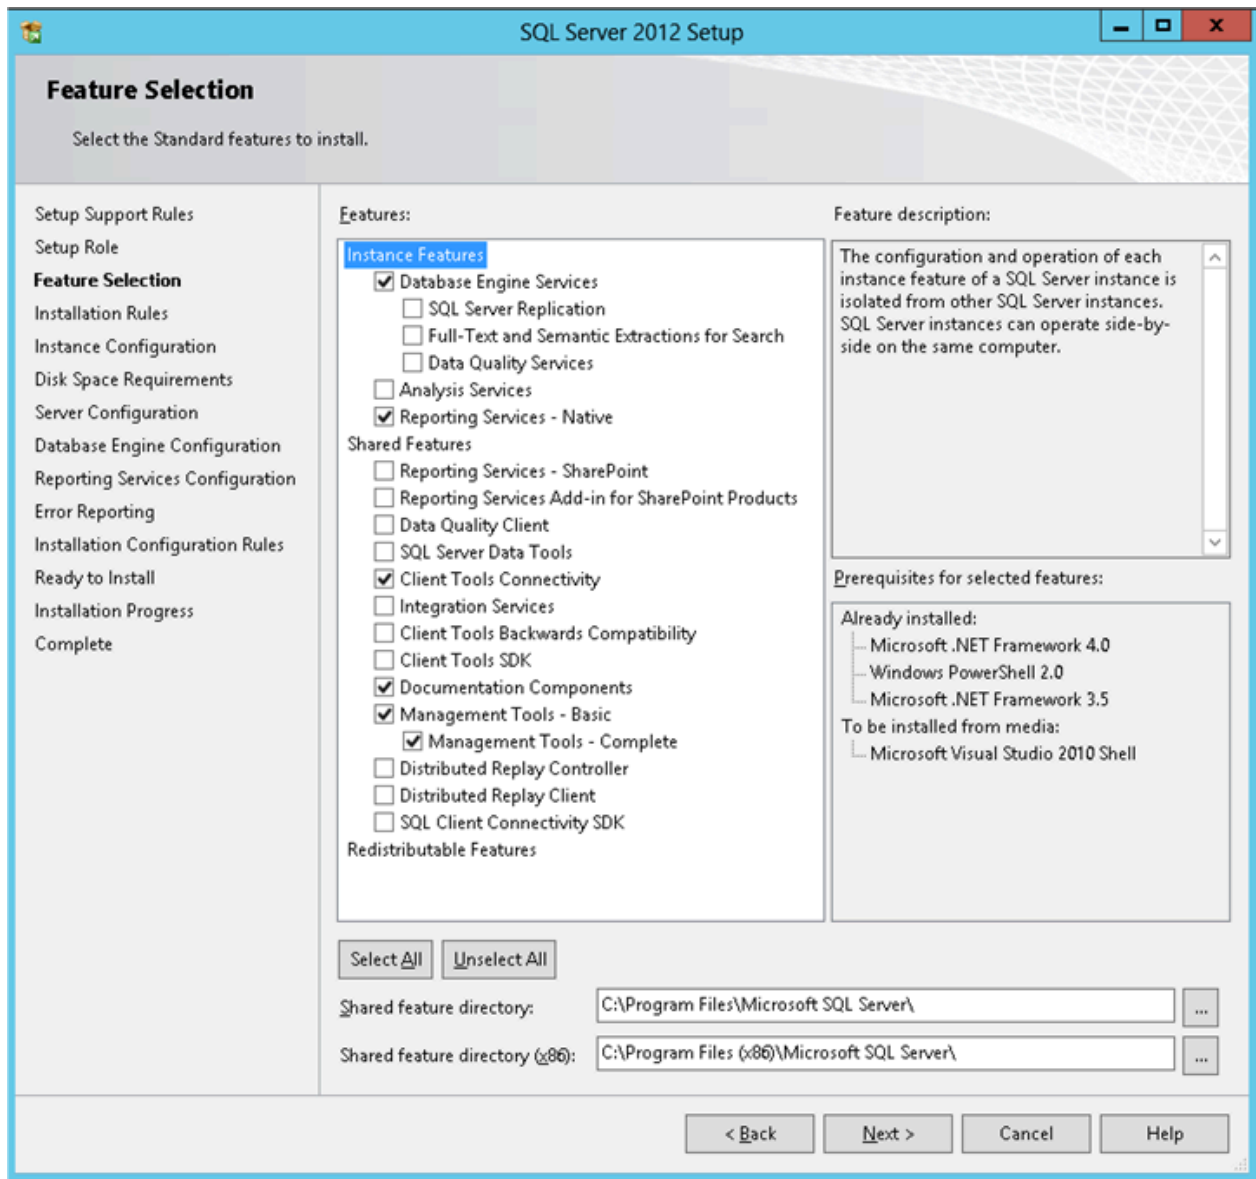 SQL Server 2012 Setup
Feature Selection
Select the Standard features to install.
Setup Support Rules
Setup Role
Feature Selection
Installation Rules
Instance Configuration
Disk Space Requirements
Server Configuration
Database Engine Configuration
Reporting Services Configuration
Error Reporting
Installation Configuration Rules
Ready to Install
Installation Progress
Complete
Features:
Instance Features
Database Engine Services
SQL Server Replication
Full-Text and Semantic Extractions for Search
Data Quality Services
Analysis Services
Reporting Services - Native
Shared Features
Reporting Services - SharePoint
Reporting Services Add-in for SharePoint Products
Data Quality Client
SQL Server Data Tools
Client Tools Connectivity
Integration Services
Client Tools Backwards Compatibility
Client Tools SDK
Documentation Components
Management Tools - Basic
Management Tools - Complete
Distributed Replay Controller
Distributed Replay Client
SQL Client Connectivity SDK
Redistributable Features
Feature description:
The configuration and operation of each
instance feature of a SQL Server instance is
isolated from other SQL Server instances.
SQL Server instances can operate side-by-
side on the same computer.
Prerequisites for selected features:
Already installed:
Microsoft .NET Framework 4.0
Windows PowerShell 2.0
Microsoft .NET Framework 3.5
To be installed from media:
Microsoft Visual Studio 2010 Shell
Select All
Unselect All
Shared feature directory:
C:\Program Files\Microsoft SQL Server\
...
Shared feature directory (x86):
C:\Program Files (x86)\Microsoft SQL Server\
...
< Back
Next >
Cancel
Help